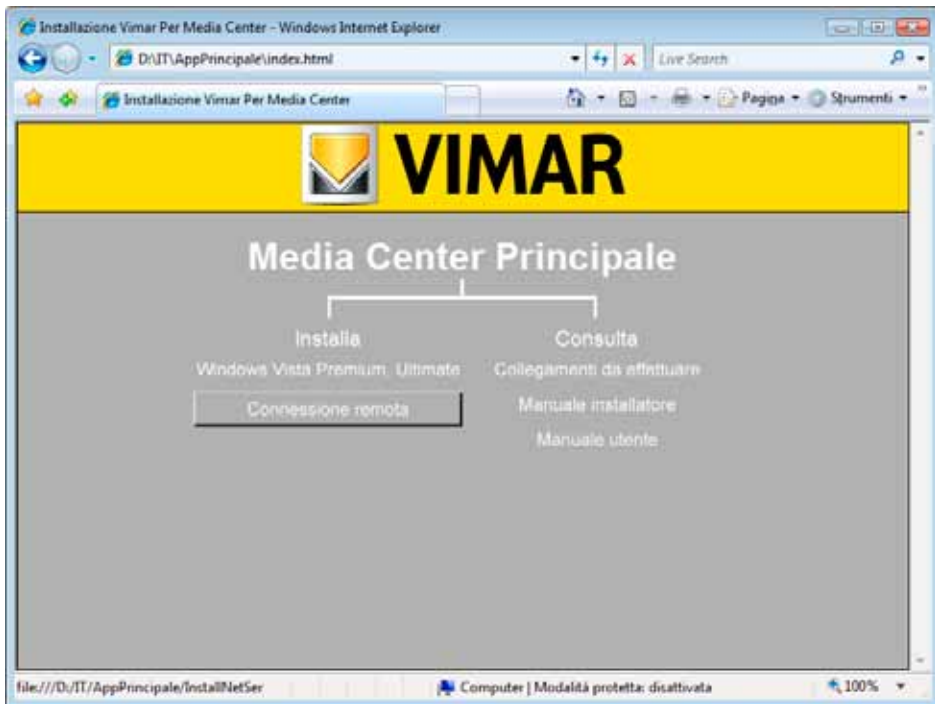 Installazione Vimar Per Media Center - Windows Internet Explorer
D:\IT\AppPrincipale\index.html
Live Search
Installazione Vimar Per Media Center
Pagina
Strumenti
VIMAR
Media Center Principale
Installa
Consulta
Windows Vista Premium, Ultimate
Collegamenti da effettuare
Connessione remota
Manuale installatore
Manuale utente
file:///D:/IT/AppPrincipale/InstallNetSer
Computer | Modalità protetta: disattivata
100%